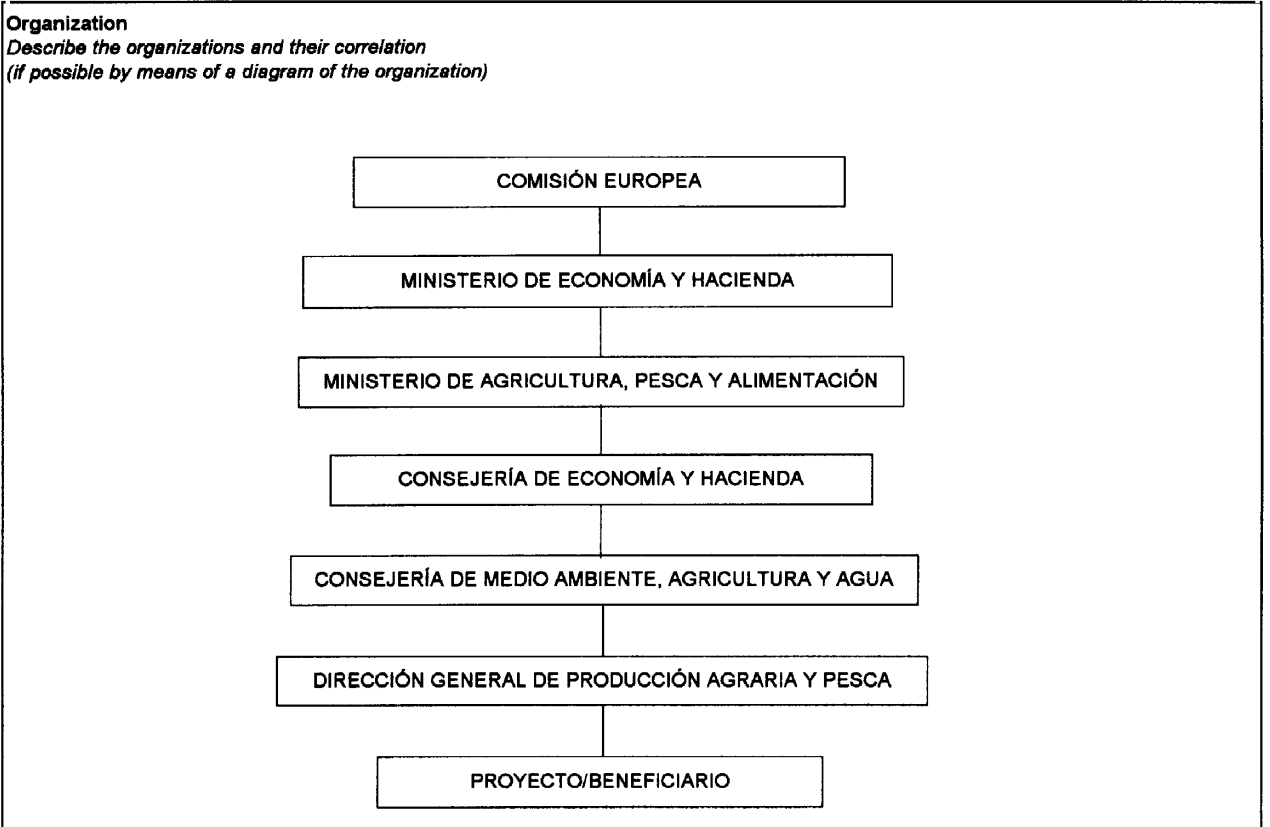 Organization
Describe the organizations and their correlation
(if possible by means of a diagram of the organization)
COMISIÓN EUROPEA
MINISTERIO DE ECONOMÍA Y HACIENDA
MINISTERIO DE AGRICULTURA, PESCA Y ALIMENTACIÓN
CONSEJERÍA DE ECONOMÍA Y HACIENDA
CONSEJERÍA DE MEDIO AMBIENTE, AGRICULTURA Y AGUA
DIRECCIÓN GENERAL DE PRODUCCIÓN AGRARIA Y PESCA
PROYECTO/BENEFICIARIO